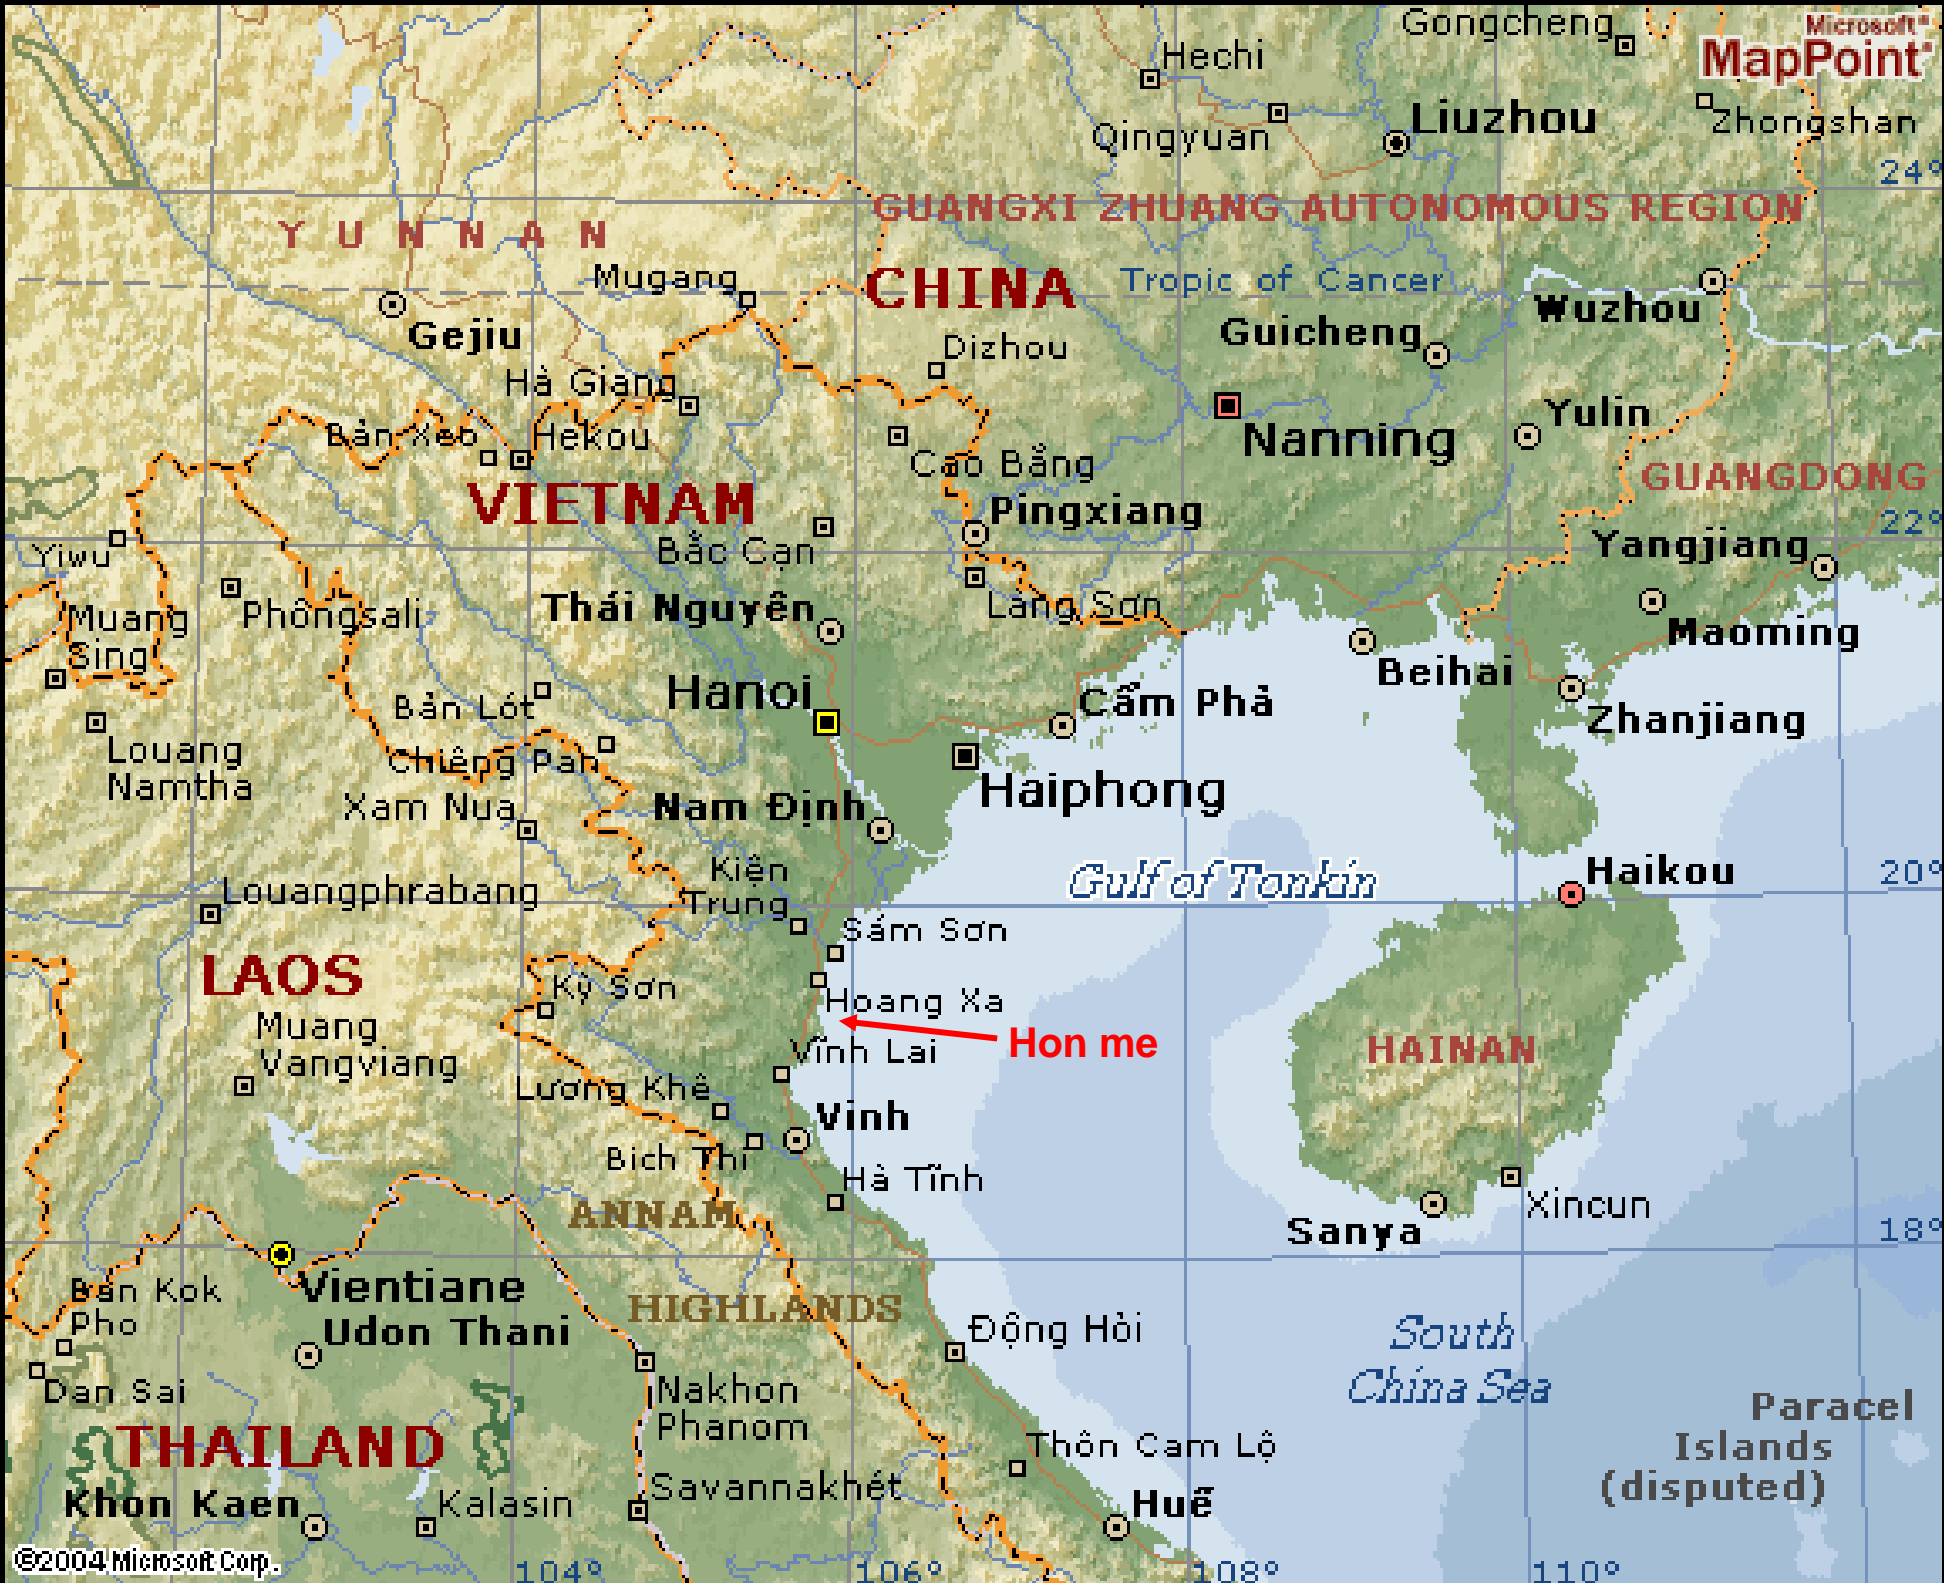 Microsoft®
MapPoint®
Gongcheng
Hechi
Zhongshan
Qingyuan
Liuzhou
24°
GUANGXI ZHUANG AUTONOMOUS REGION
YUNNAN
Mugang
CHINA
Tropic of Cancer
Wuzhou
Gejiu
Guicheng
Dizhou
Hà Giang
Yulin
Bản Xeo
Hekou
Nanning
Cao Bằng
GUANGDONG
VIETNAM
Pingxiang
22°
Yiwu
Bắc Cạn
Yangjiang
Muang
Sing
Phôngsali
Thái Nguyên
Lạng Sơn
Maoming
Beihai
Hanoi
Bản Lót
Cẩm Phả
Zhanjiang
Louang
Namtha
Chiềng Pan
Xam Nua
Nam Định
Haiphong
Kiện
Trung
Gulf of Tonkin
Haikou
20°
Louangphrabang
Sầm Sơn
LAOS
Kỳ Sơn
Hoang Xa
Muang
Vangviang
Hon me
Vĩnh Lai
HAINAN
Lương Khê
Vinh
Bich Thi
Hà Tĩnh
ANNAM
HIGHLANDS
Sanya
Xincun
18°
Ban Kok
Pho
Vientiane
Udon Thani
Động Hỏi
South
China Sea
Dan Sai
Nakhon
Phanom
Paracel
Islands
(disputed)
THAILAND
Thôn Cam Lộ
Khon Kaen
Kalasin
Savannakhét
Huế
©2004 Microsoft Corp.
104°
106°
108°
110°